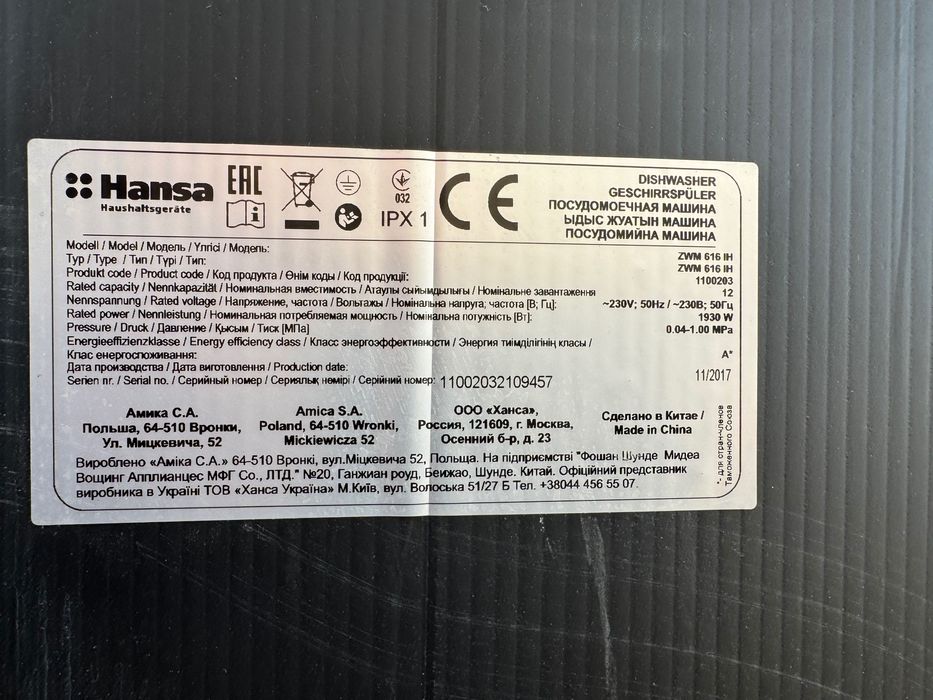 Hansa
Haushaltsgeräte
EAC
032
IPX 1
CE
DISHWASHER
GESCHIRRSPÜLER
ПОСУДОМОЕЧНАЯ МАШИНА
ЫДЫС ЖУАТЫН МАШИНА
ПОСУДОМИЙНА МАШИНА
Modell / Model / Модель / Үлгісі / Модель: ZWM 616 IH
Typ / Type / Тип / Түрі / Тип: ZWM 616 IH
Produkt code / Product code / Код продукта / Өнім коды / Код продукції: 1100203
Rated capacity / Nennkapazität / Номинальная вместимость / Атаулы сыйымдылығы / Номінальне завантаження 12
Nennspannung / Rated voltage / Напряжение, частота / Вольтажы / Номінальна напруга; частота [В; Гц]: ~230V; 50Hz / ~230В; 50Гц
Rated power / Nennleistung / Номинальная потребляемая мощность / Номінальна потужність [Вт]: 1930 W
Pressure / Druck / Давление / Қысым / Тиск [МПа] 0.04-1.00 MPa
Energieeffizienzklasse / Energy efficiency class / Класс энергоэффективности / Энергия тиімділігінің класы /
Клас енергоспоживання: A*
Дата производства / Дата виготовлення / Production date: 11/2017
Serien nr. / Serial no. / Серийный номер / Сериялық нөмірі / Серійний номер: 11002032109457
Амика С.А.
Польша, 64-510 Вронки,
Ул. Мицкевича, 52
Amica S.A.
Poland, 64-510 Wronki,
Mickiewicza 52
ООО «Ханса»,
Россия, 121609, г. Москва,
Осенний б-р, д. 23
Сделано в Китае /
Made in China
*- для стран-членов
Таможенного Союза
Вироблено «Аміка С.А.» 64-510 Вронкі, вул.Міцкевича 52, Польща. На підприємстві "Фошан Шунде Мидеа
Вощинг Апплианцес МФГ Со., ЛТД." №20, Ганжиан роуд, Беижао, Шунде. Китай. Офіційний представник
виробника в Україні ТОВ «Ханса Україна» М.Київ, вул. Волоська 51/27 Б Тел. +38044 456 55 07.